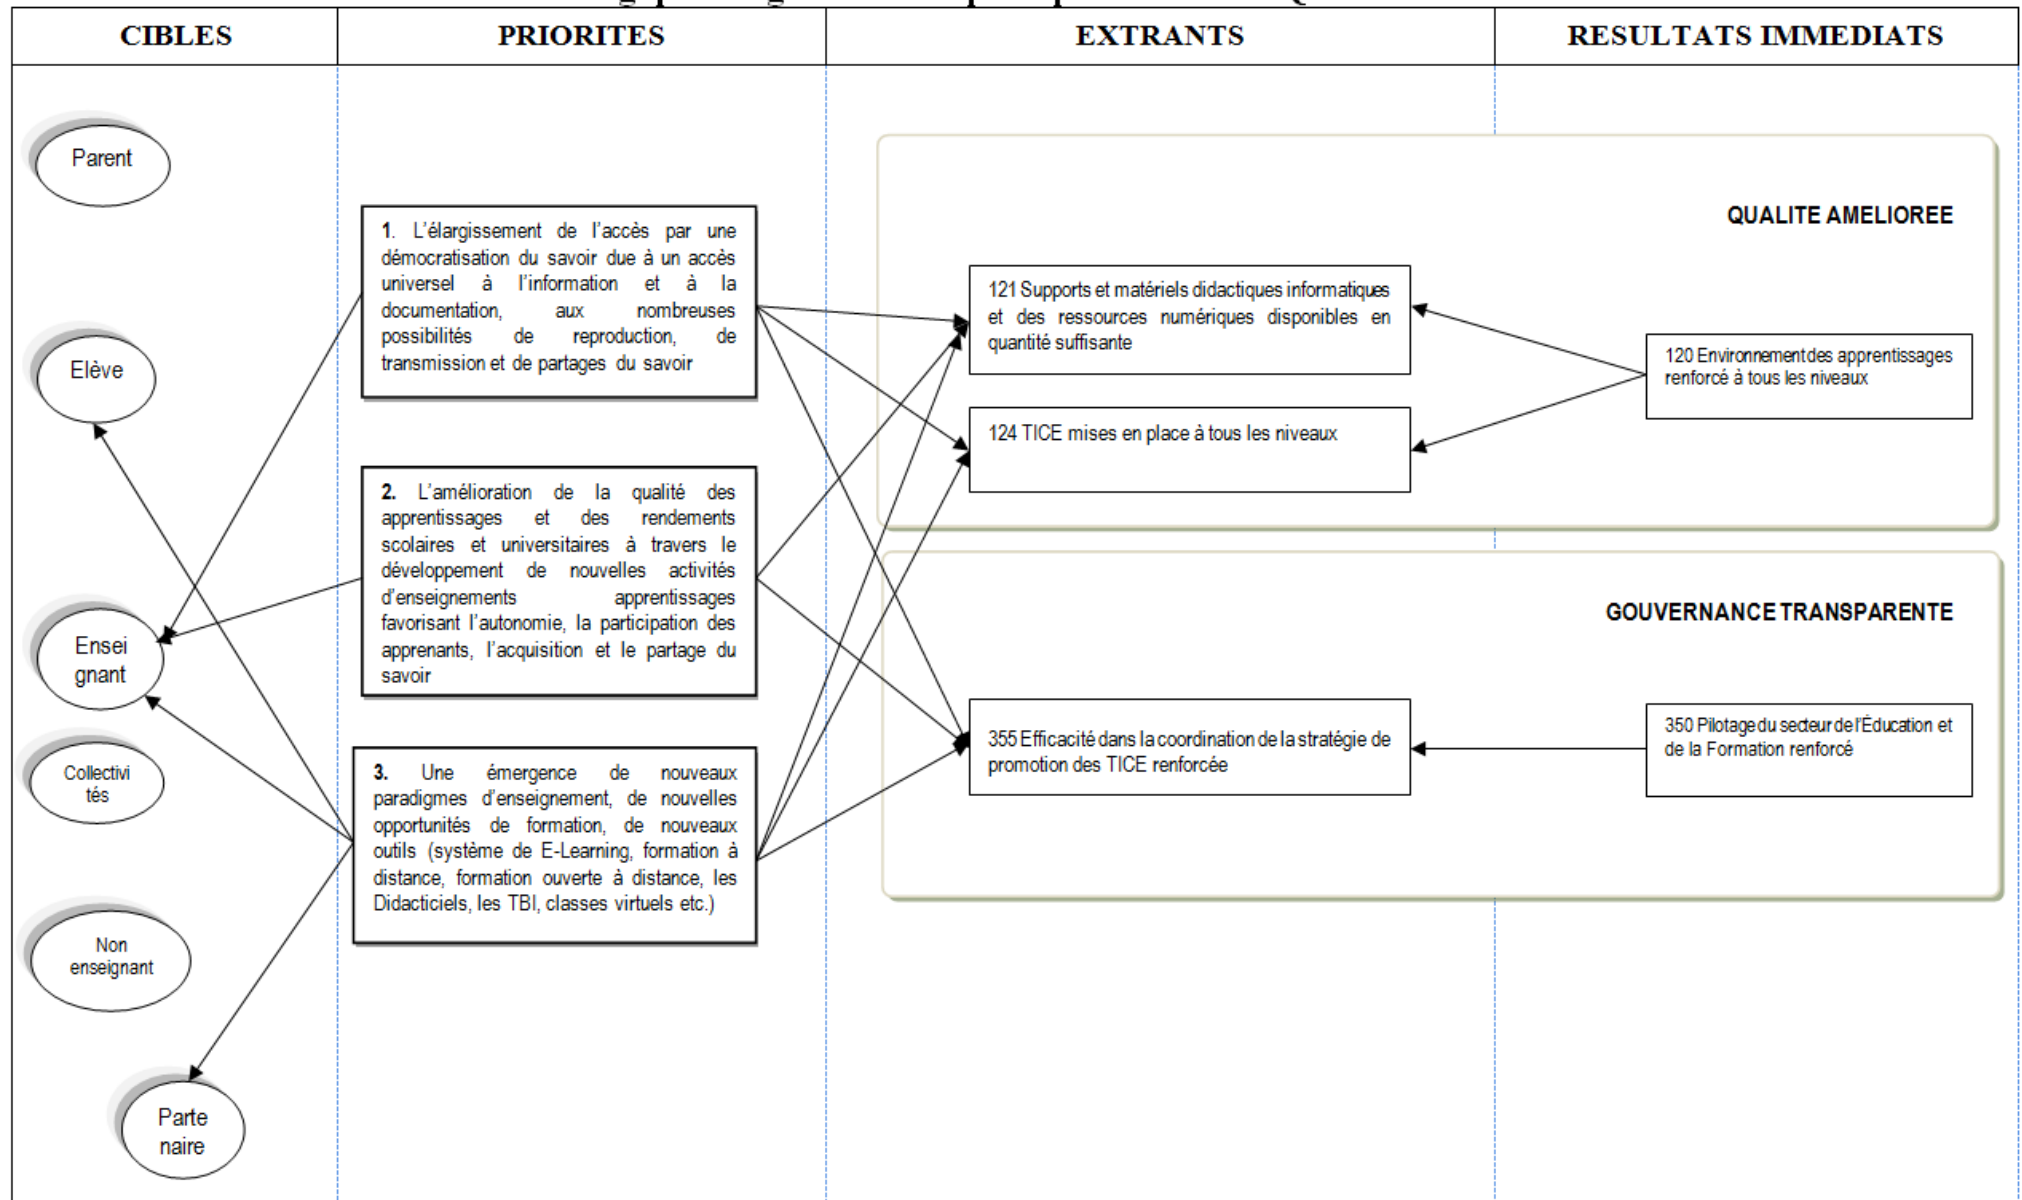 CIBLES
PRIORITES
EXTRANTS
RESULTATS IMMEDIATS
Parent
Elève
Ensei
gnant
Collectivi
tés
Non
enseignant
Parte
naire
1. L’élargissement de l’accès par une
démocratisation du savoir due à un accès
universel à l’information et à la
documentation, aux nombreuses
possibilités de reproduction, de
transmission et de partages du savoir
2. L’amélioration de la qualité des
apprentissages et des rendements
scolaires et universitaires à travers le
développement de nouvelles activités
d’enseignements apprentissages
favorisant l’autonomie, la participation des
apprenants, l’acquisition et le partage du
savoir
3. Une émergence de nouveaux
paradigmes d’enseignement, de nouvelles
opportunités de formation, de nouveaux
outils (système de E-Learning, formation à
distance, formation ouverte à distance, les
Didacticiels, les TBI, classes virtuels etc.)
QUALITE AMELIOREE
121 Supports et matériels didactiques informatiques
et des ressources numériques disponibles en
quantité suffisante
124 TICE mises en place à tous les niveaux
120 Environnement des apprentissages
renforcé à tous les niveaux
GOUVERNANCE TRANSPARENTE
355 Efficacité dans la coordination de la stratégie de
promotion des TICE renforcée
350 Pilotage du secteur de l’Éducation et
de la Formation renforcé